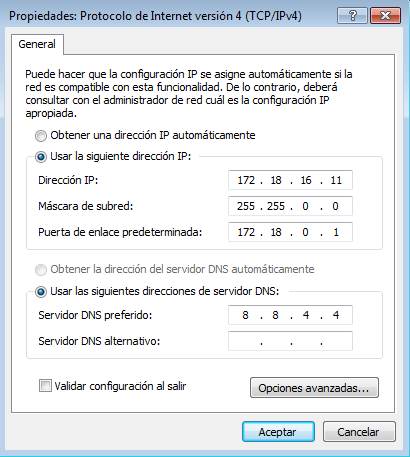 Propiedades: Protocolo de Internet versión 4 (TCP/IPv4)
General
Puede hacer que la configuración IP se asigne automáticamente si la
red es compatible con esta funcionalidad. De lo contrario, deberá
consultar con el administrador de red cuál es la configuración IP
apropiada.
Obtener una dirección IP automáticamente
Usar la siguiente dirección IP:
Dirección IP: 172 . 18 . 16 . 11
Máscara de subred: 255 . 255 . 0 . 0
Puerta de enlace predeterminada: 172 . 18 . 0 . 1
Obtener la dirección del servidor DNS automáticamente
Usar las siguientes direcciones de servidor DNS:
Servidor DNS preferido: 8 . 8 . 4 . 4
Servidor DNS alternativo: . . .
Validar configuración al salir
Opciones avanzadas...
Aceptar Cancelar